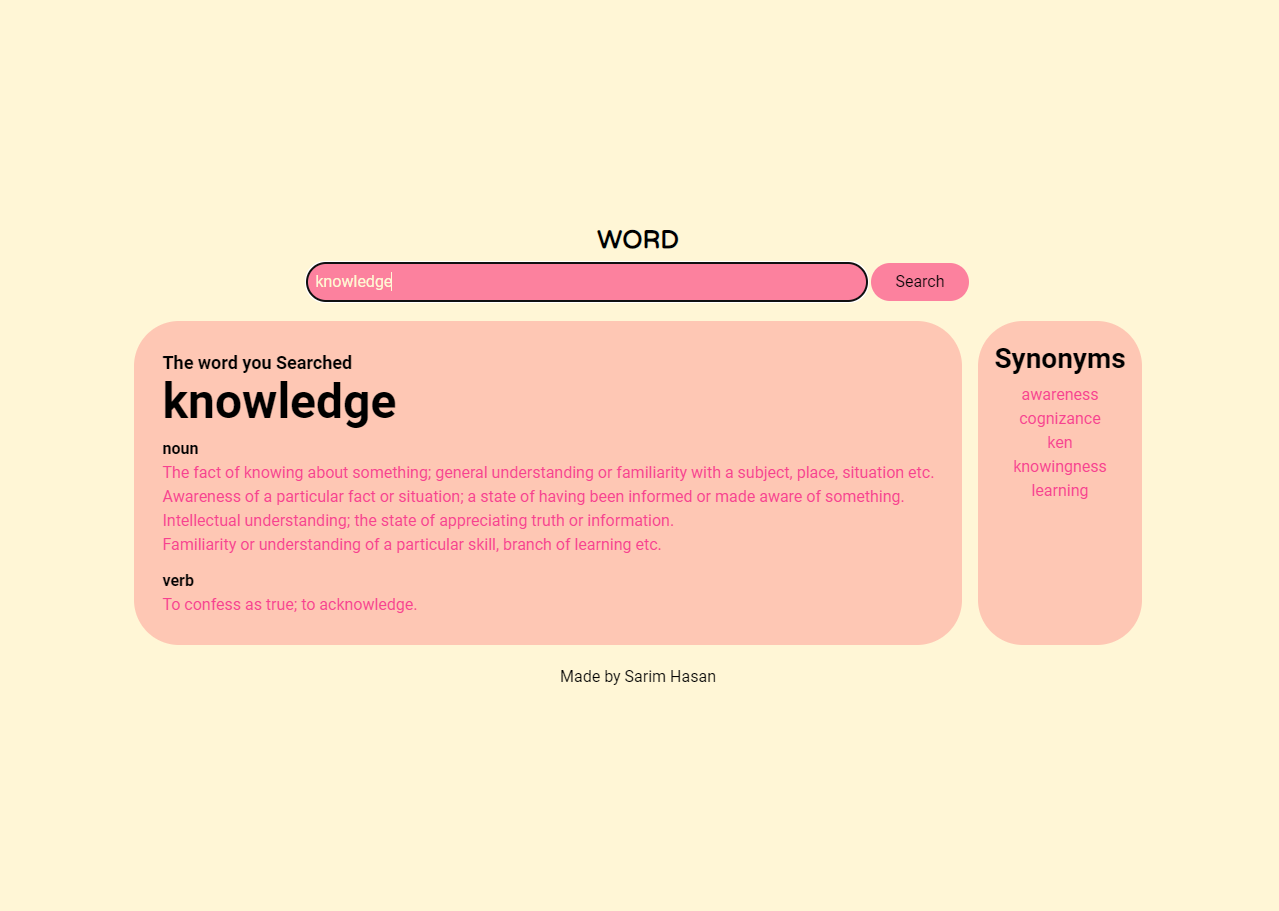 WORD
knowledge
Search
The word you Searched
knowledge
noun
The fact of knowing about something; general understanding or familiarity with a subject, place, situation etc.
Awareness of a particular fact or situation; a state of having been informed or made aware of something.
Intellectual understanding; the state of appreciating truth or information.
Familiarity or understanding of a particular skill, branch of learning etc.
verb
To confess as true; to acknowledge.
Synonyms
awareness
cognizance
ken
knowingness
learning
Made by Sarim Hasan